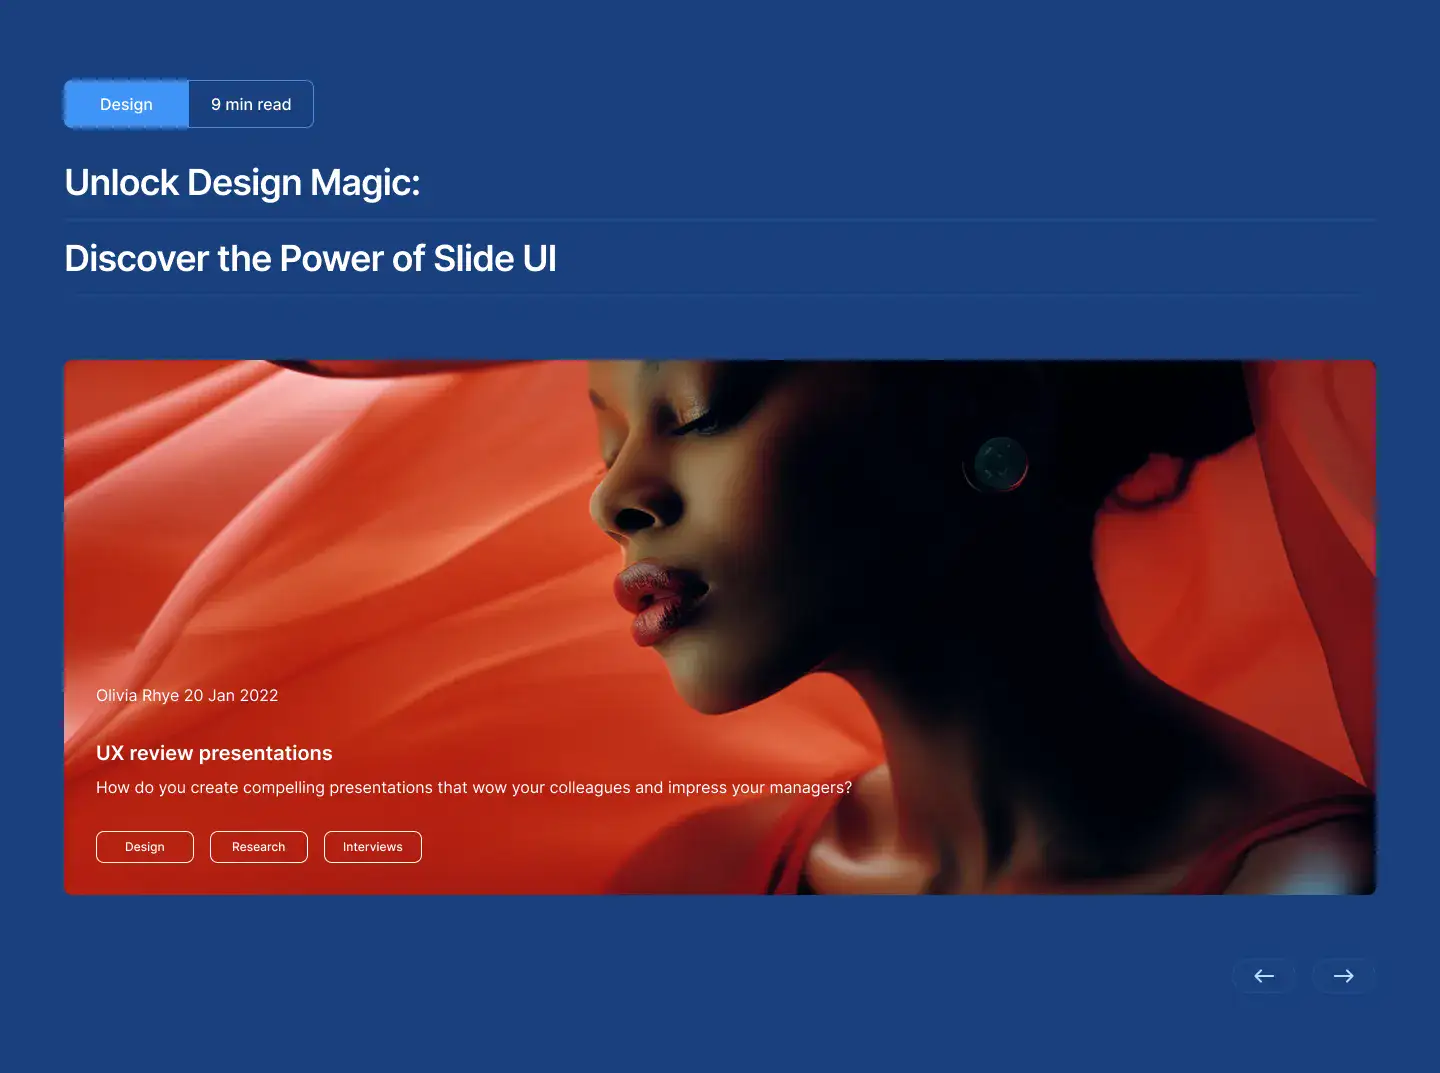 Design
9 min read
Unlock Design Magic:
Discover the Power of Slide UI
Olivia Rhye 20 Jan 2022
UX review presentations
How do you create compelling presentations that wow your colleagues and impress your managers?
Design
Research
Interviews